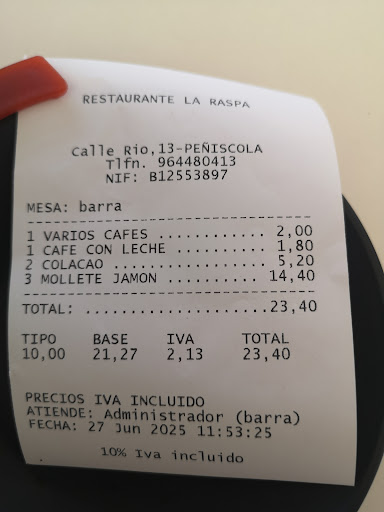 RESTAURANTE LA RASPA
Calle Rio,13-PEÑISCOLA
Tlfn. 964480413
NIF: B12553897
MESA: barra
1 VARIOS CAFES ............ 2,00
1 CAFE CON LECHE .......... 1,80
2 COLACAO ................. 5,20
3 MOLLETE JAMON .......... 14,40
TOTAL: ....................23,40
TIPO BASE IVA TOTAL
10,00 21,27 2,13 23,40
PRECIOS IVA INCLUIDO
ATIENDE: Administrador (barra)
FECHA: 27 Jun 2025 11:53:25
10% Iva incluido